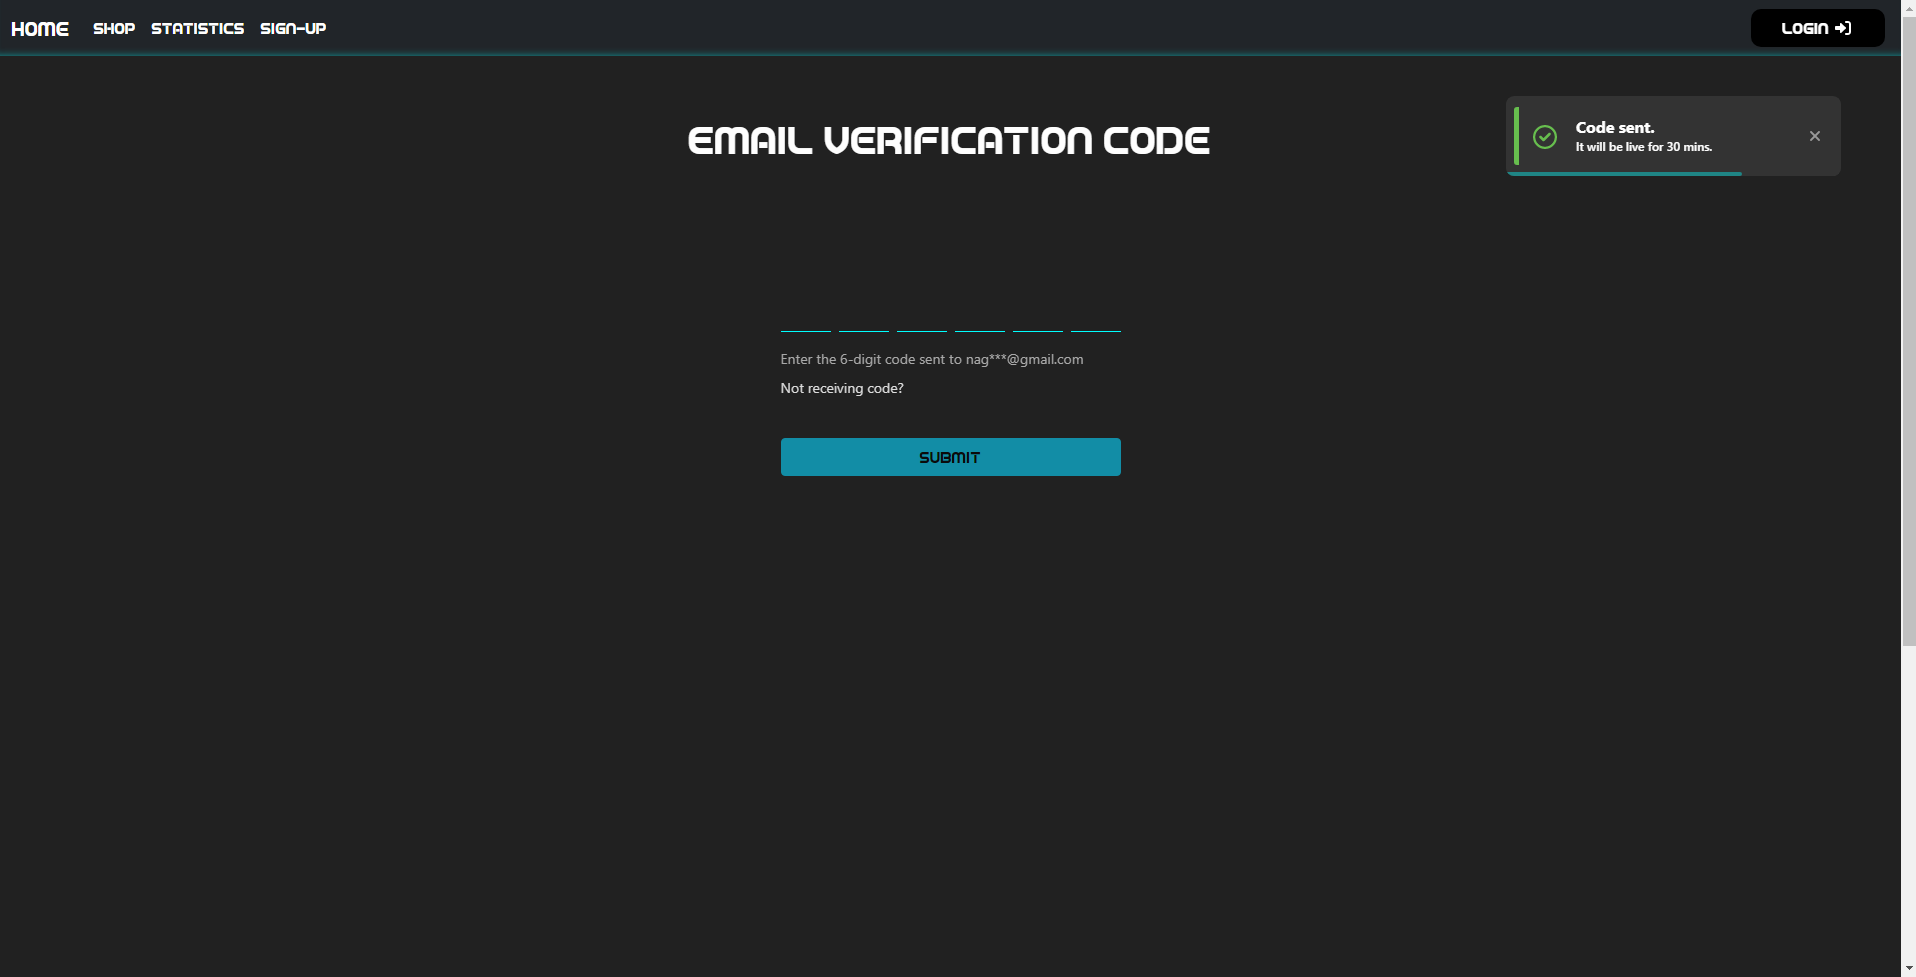 HOME SHOP STATISTICS SIGN-UP LOGIN
EMAIL VERIFICATION CODE
Code sent.
It will be live for 30 mins.
Enter the 6-digit code sent to nag***@gmail.com
Not receiving code?
SUBMIT